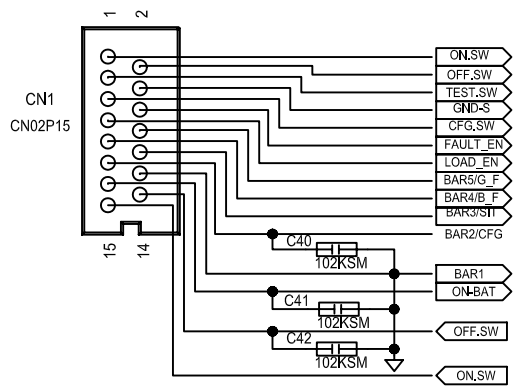 1 2
ON.SW
OFF.SW
TEST.SW
GND-S
CFG.SW
FAULT_EN
LOAD_EN
BAR5/G_F
BAR4/B_F
BAR3/SIT
BAR2/CFG
CN1
CN02P15
15 14
C40
102KSM
BAR1
ON-BAT
C41
102KSM
OFF.SW
C42
102KSM
ON.SW